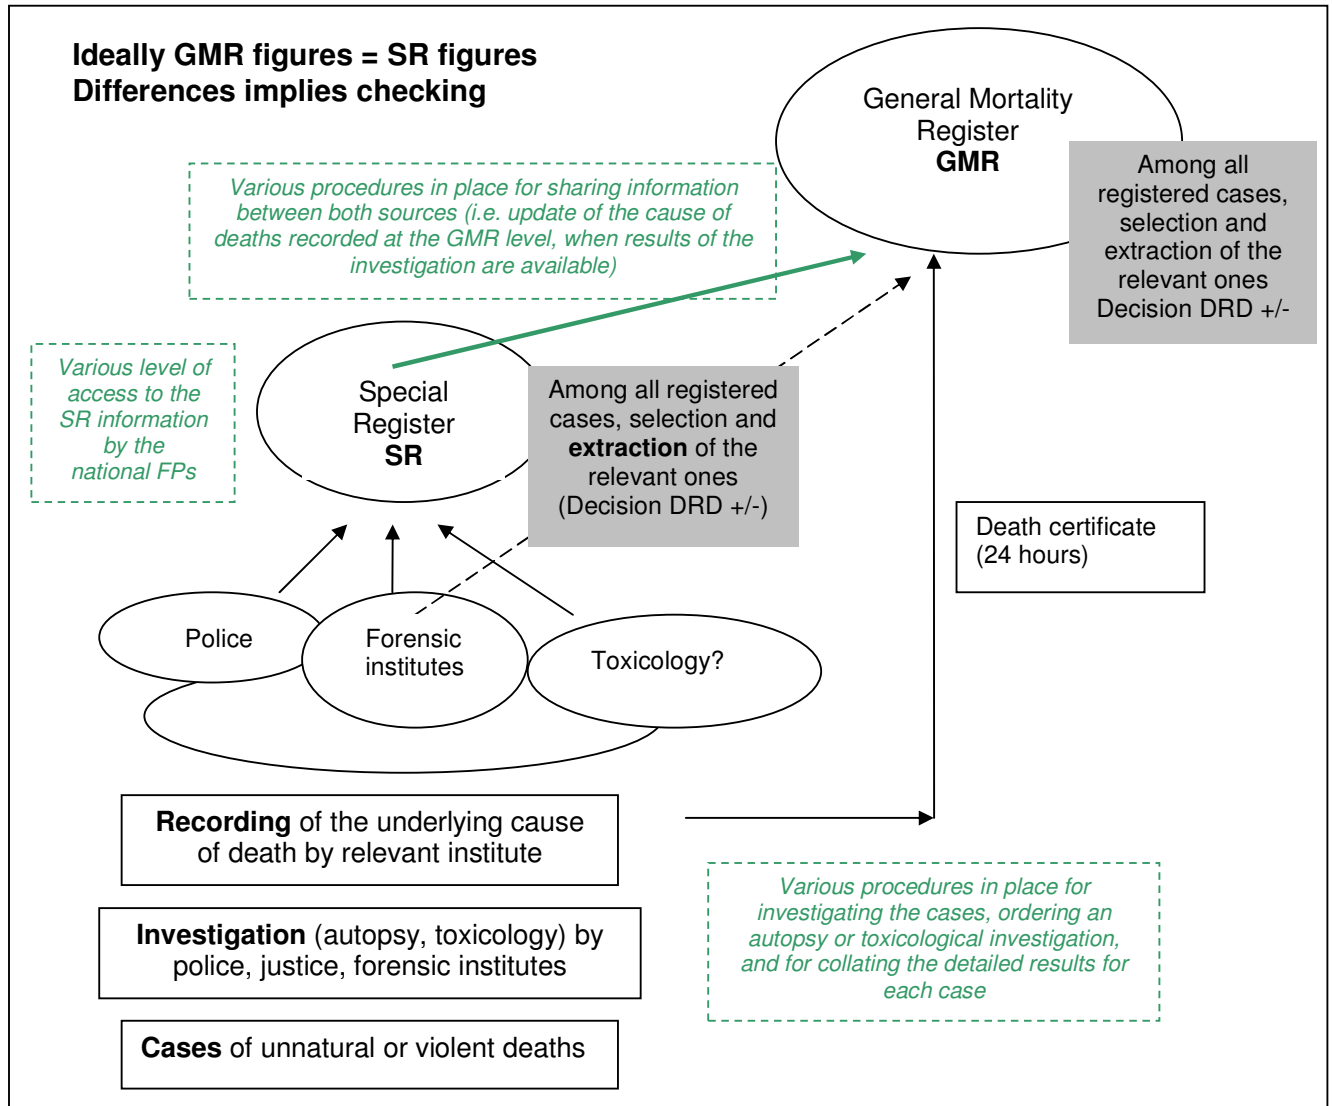 Ideally GMR figures = SR figures
Differences implies checking
General Mortality
Register
GMR
Among all
registered cases,
selection and
extraction of the
relevant ones
Decision DRD +/-
Various procedures in place for sharing information
between both sources (i.e. update of the cause of
deaths recorded at the GMR level, when results of the
investigation are available)
Various level of
access to the
SR information
by the
national FPs
Special
Register
SR
Among all registered
cases, selection and
extraction of the
relevant ones
(Decision DRD +/-)
Death certificate
(24 hours)
Police
Forensic
institutes
Toxicology?
Recording of the underlying cause
of death by relevant institute
Investigation (autopsy, toxicology) by
police, justice, forensic institutes
Cases of unnatural or violent deaths
Various procedures in place for
investigating the cases, ordering an
autopsy or toxicological investigation,
and for collating the detailed results for
each case